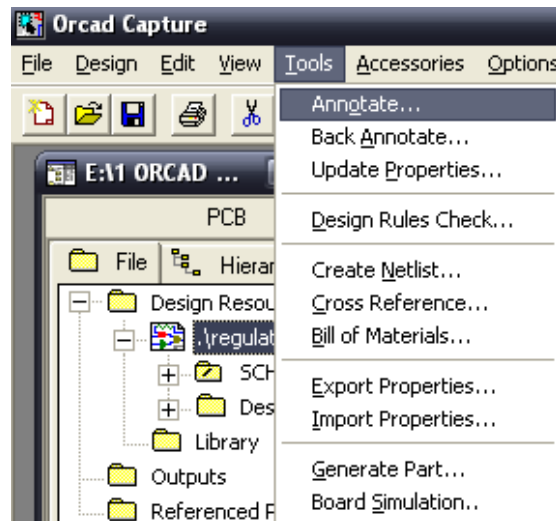 Orcad Capture
File Design Edit View Tools Accessories Options
Annotate...
Back Annotate...
Update Properties...
Design Rules Check...
Create Netlist...
Cross Reference...
Bill of Materials...
Export Properties...
Import Properties...
Generate Part...
Board Simulation..
E:\1 ORCAD ...
PCB
File Hierar
Design Resou
.\regulat
SCH
Des
Library
Outputs
Referenced P